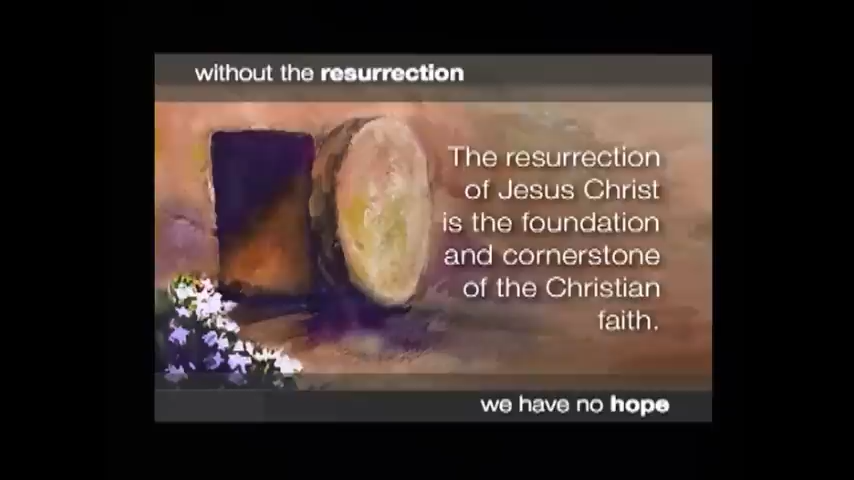 without the resurrection
The resurrection
of Jesus Christ
is the foundation
and cornerstone
of the Christian
faith.
we have no hope